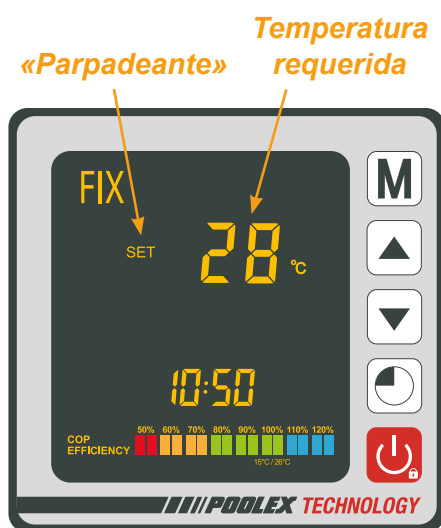 Temperatura
«Parpadeante» requerida
FIX
M
SET 28 °C
10:50
50% 60% 70% 80% 90% 100% 110% 120%
COP
EFFICIENCY
15°C / 26°C
POOLEX TECHNOLOGY